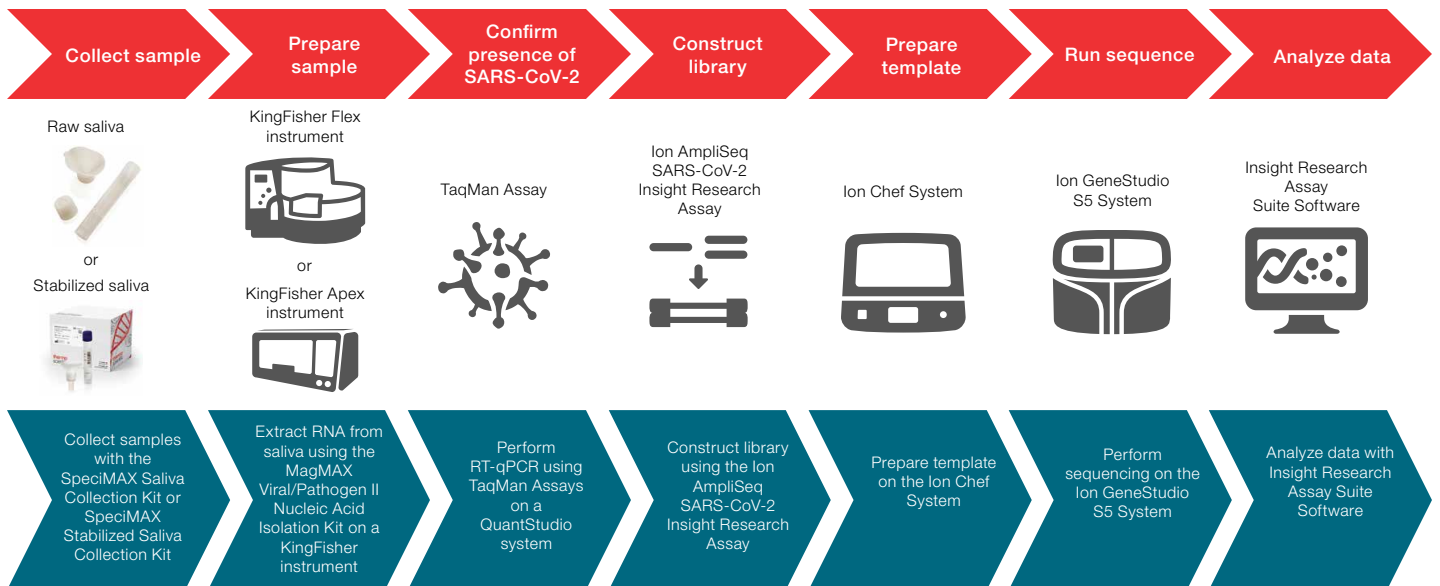 Collect sample
Prepare
sample
Confirm
presence of
SARS-CoV-2
Construct
library
Prepare
template
Run sequence
Analyze data
Raw saliva
or
Stabilized saliva
KingFisher Flex
instrument
or
KingFisher Apex
instrument
TaqMan Assay
Ion AmpliSeq
SARS-CoV-2
Insight Research
Assay
Ion Chef System
Ion GeneStudio
S5 System
Insight Research
Assay
Suite Software
Collect samples
with the
SpeciMAX Saliva
Collection Kit or
SpeciMAX
Stabilized Saliva
Collection Kit
Extract RNA from
saliva using the
MagMAX
Viral/Pathogen II
Nucleic Acid
Isolation Kit on a
KingFisher
instrument
Perform
RT-qPCR using
TaqMan Assays
on a
QuantStudio
system
Construct library
using the Ion
AmpliSeq
SARS-CoV-2
Insight Research
Assay
Prepare template
on the Ion Chef
System
Perform
sequencing on the
Ion GeneStudio
S5 System
Analyze data with
Insight Research
Assay Suite
Software